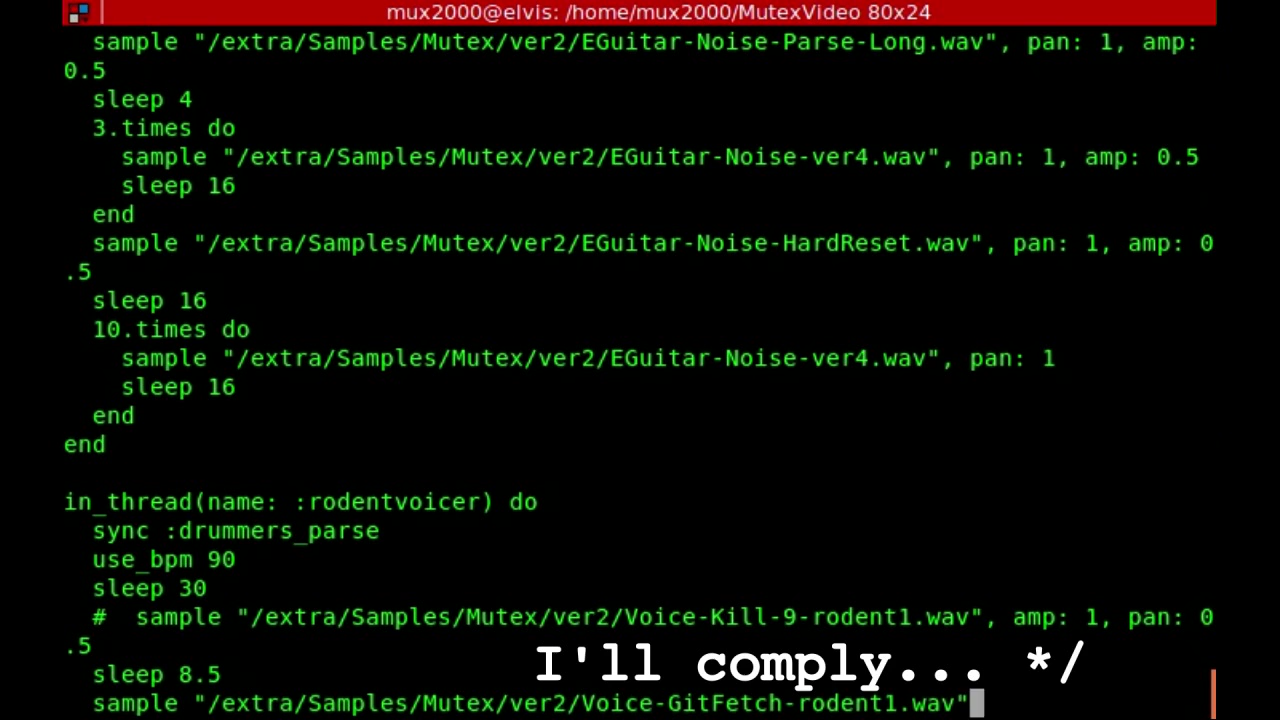 mux2000@elvis: /home/mux2000/MutexVideo 80x24
  sample "/extra/Samples/Mutex/ver2/EGuitar-Noise-Parse-Long.wav", pan: 1, amp:
0.5
  sleep 4
  3.times do
    sample "/extra/Samples/Mutex/ver2/EGuitar-Noise-ver4.wav", pan: 1, amp: 0.5
    sleep 16
  end
  sample "/extra/Samples/Mutex/ver2/EGuitar-Noise-HardReset.wav", pan: 1, amp: 0
.5
  sleep 16
  10.times do
    sample "/extra/Samples/Mutex/ver2/EGuitar-Noise-ver4.wav", pan: 1
    sleep 16
  end
end

in_thread(name: :rodentvoicer) do
  sync :drummers_parse
  use_bpm 90
  sleep 30
  #  sample "/extra/Samples/Mutex/ver2/Voice-Kill-9-rodent1.wav", amp: 1, pan: 0
.5
I'll comply... */
  sleep 8.5
  sample "/extra/Samples/Mutex/ver2/Voice-GitFetch-rodent1.wav"